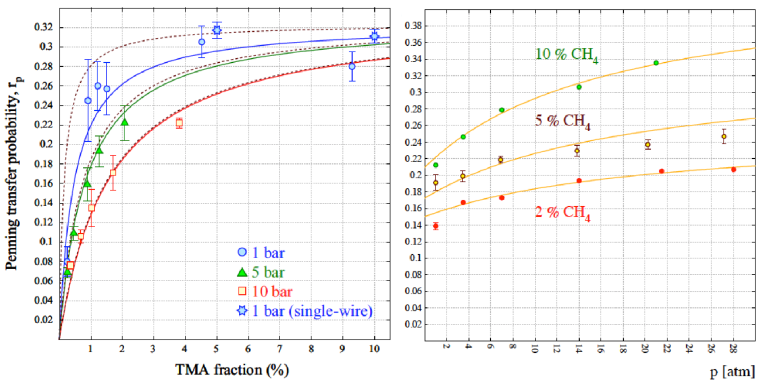 Penning transfer probability, r_p
0.32
0.3
0.28
0.26
0.24
0.22
0.2
0.18
0.16
0.14
0.12
0.1
0.08
0.06
0.04
0.02
1 bar
5 bar
10 bar
1 bar (single-wire)
1 2 3 4 5 6 7 8 9 10
TMA fraction (%)
0.38
0.36
0.34
0.32
0.3
0.28
0.26
0.24
0.22
0.2
0.18
0.16
0.14
0.12
0.1
0.08
0.06
0.04
0.02
10 % CH₄
5 % CH₄
2 % CH₄
2 4 6 8 10 12 14 16 18 20 22 24 26 28
p [atm]